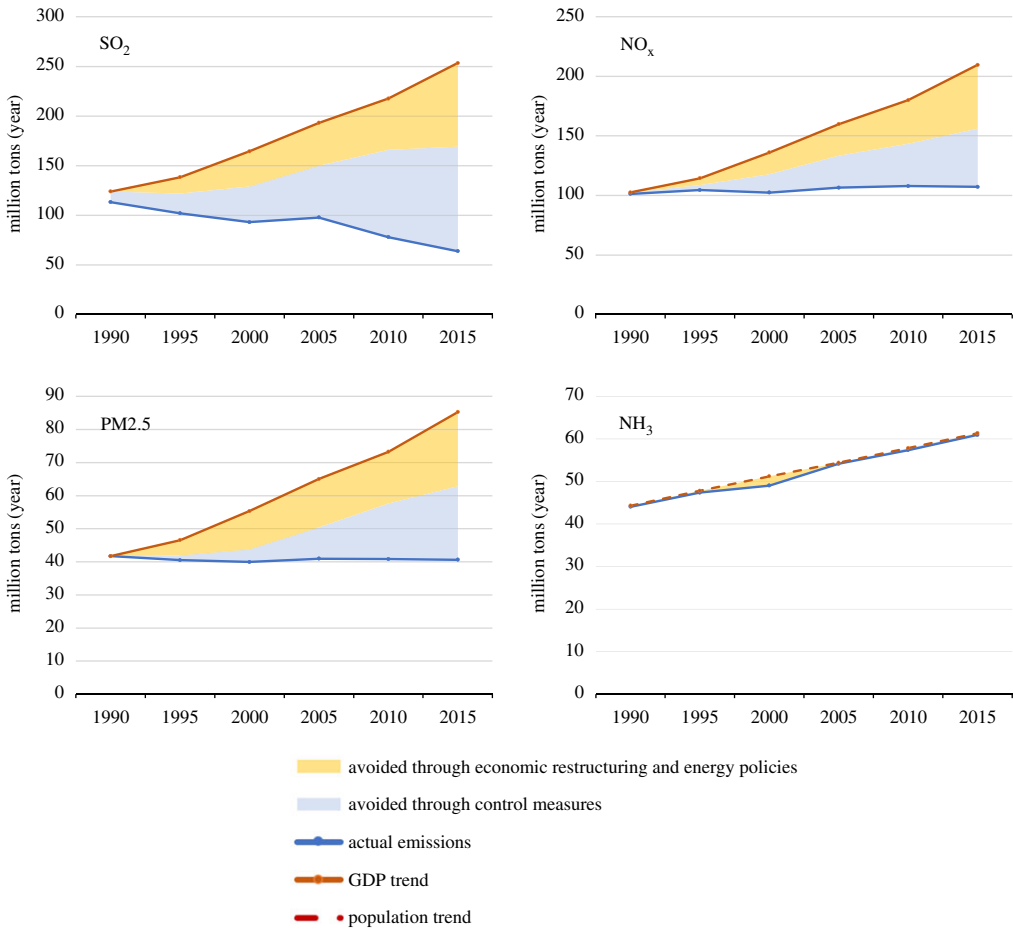 300
250
200
150
100
50
0
million tons (year)
SO2
1990 1995 2000 2005 2010 2015
250
200
150
100
50
0
million tons (year)
NOx
1990 1995 2000 2005 2010 2015
90
80
70
60
50
40
30
20
10
0
million tons (year)
PM2.5
1990 1995 2000 2005 2010 2015
70
60
50
40
30
20
10
0
million tons (year)
NH3
1990 1995 2000 2005 2010 2015
avoided through economic restructuring and energy policies
avoided through control measures
actual emissions
GDP trend
population trend